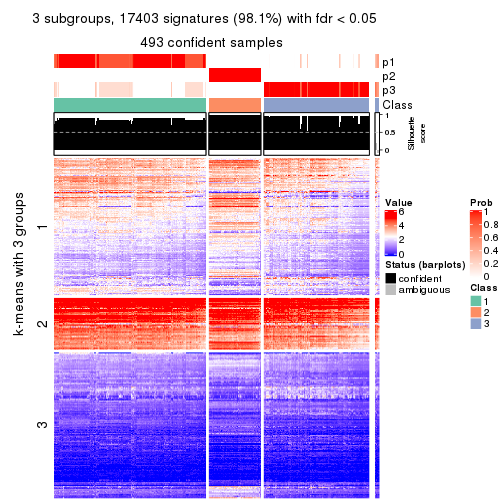 3 subgroups, 17403 signatures (98.1%) with fdr < 0.05
493 confident samples
p1
p2
p3
Class
1
0.5
0
Silhouette
score
k-means with 3 groups
1
2
3
Value
6
4
2
0
Status (barplots)
confident
ambiguous
Prob
1
0.8
0.6
0.4
0.2
0
Class
1
2
3